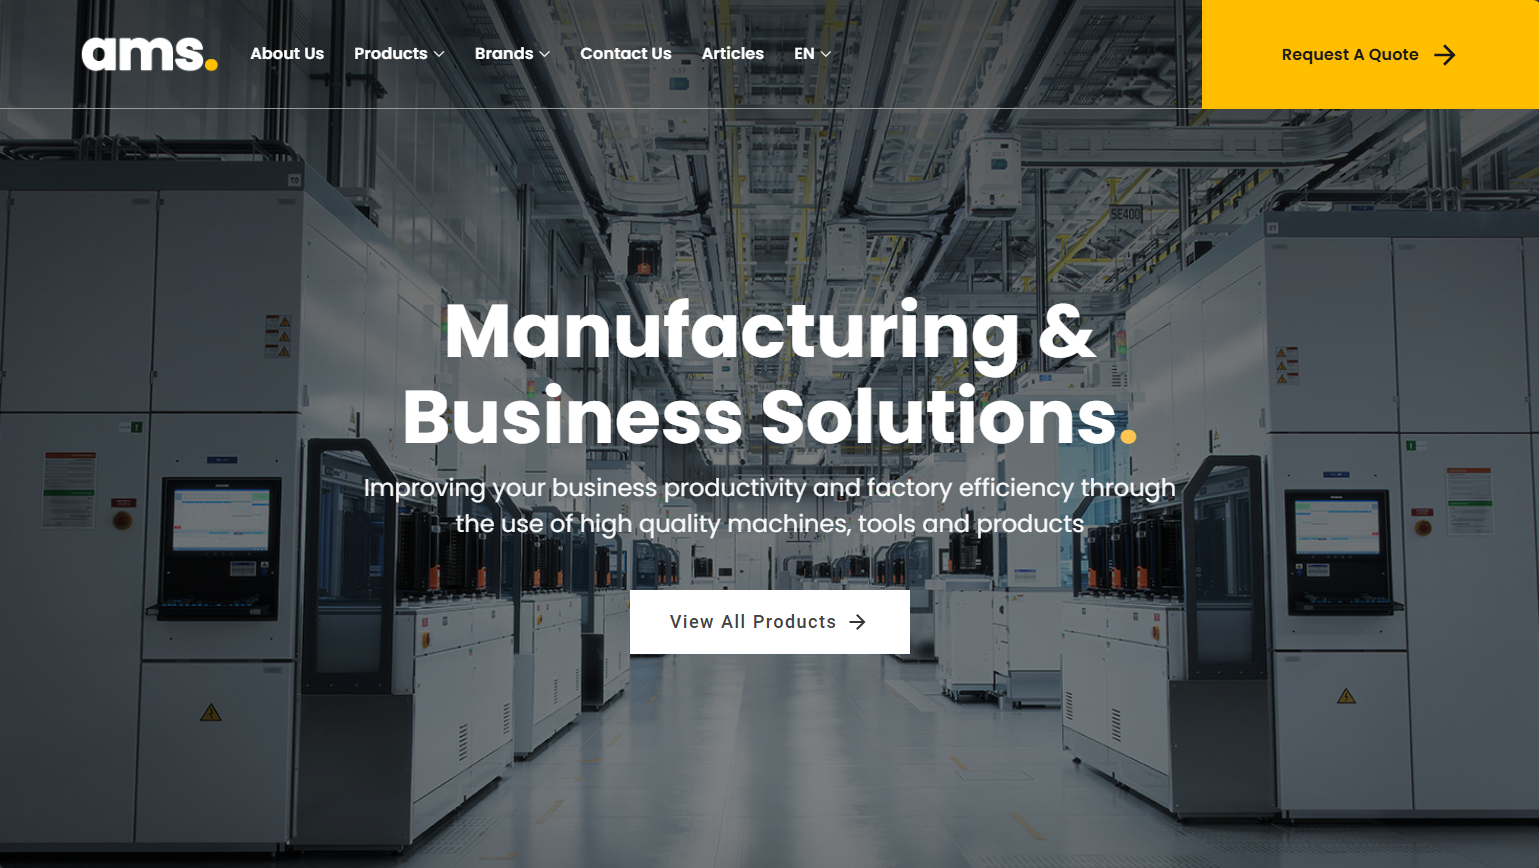 ams.
About Us
Products
Brands
Contact Us
Articles
EN
Request A Quote
SE400
Manufacturing &
Business Solutions.
Improving your business productivity and factory efficiency through
the use of high quality machines, tools and products
View All Products